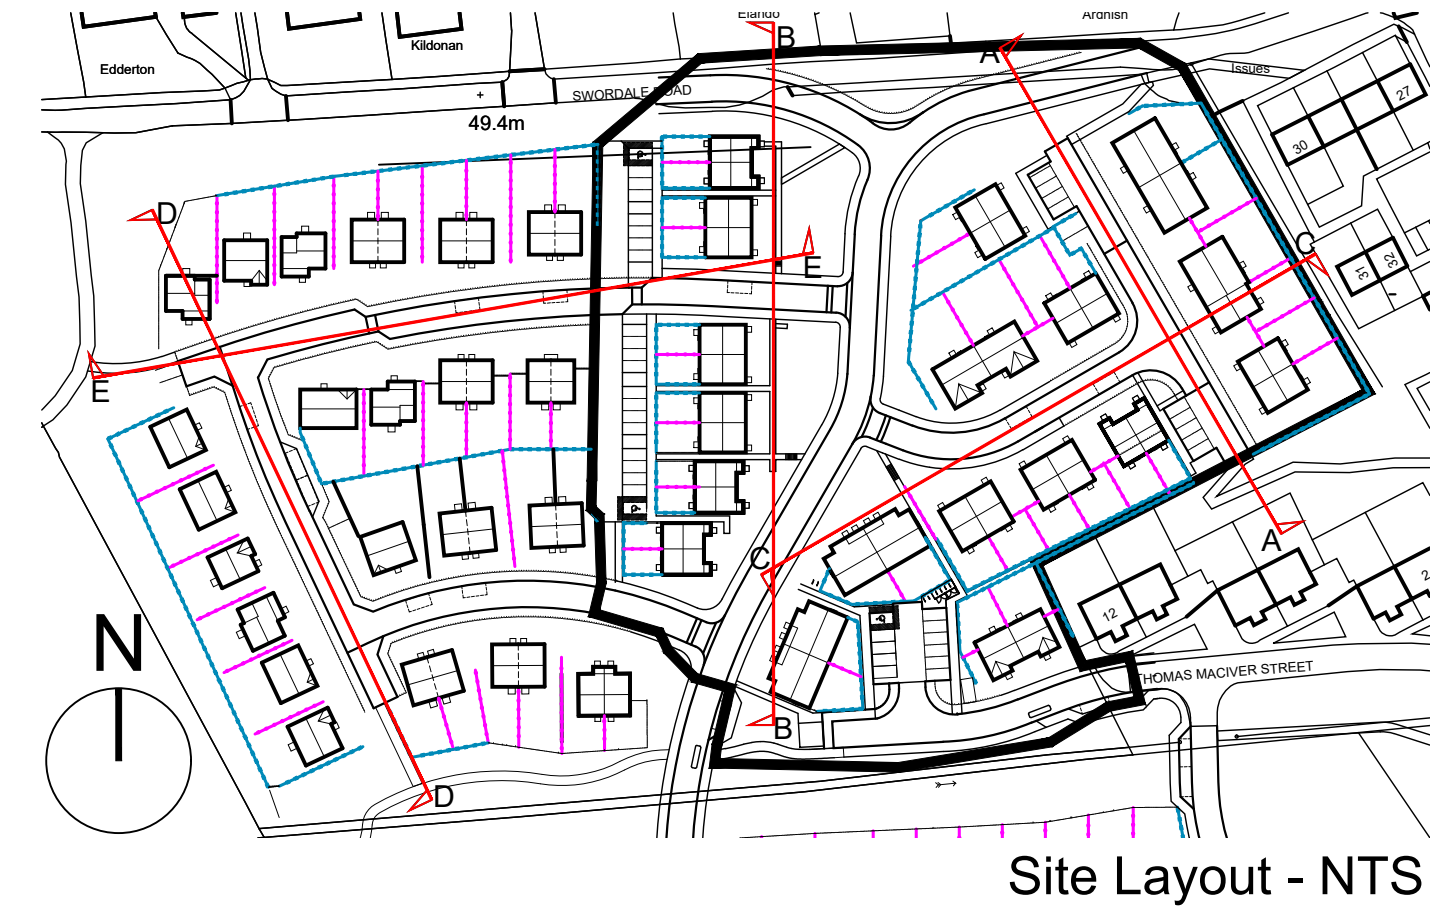 Elando
Ardhish
B
Kildonan
A
Edderton
Issues
SWORDALE ROAD
27
49.4m
30
D
C
E
31
32
E
A
C
12
N
THOMAS MACIVER STREET
B
D
Site Layout - NTS